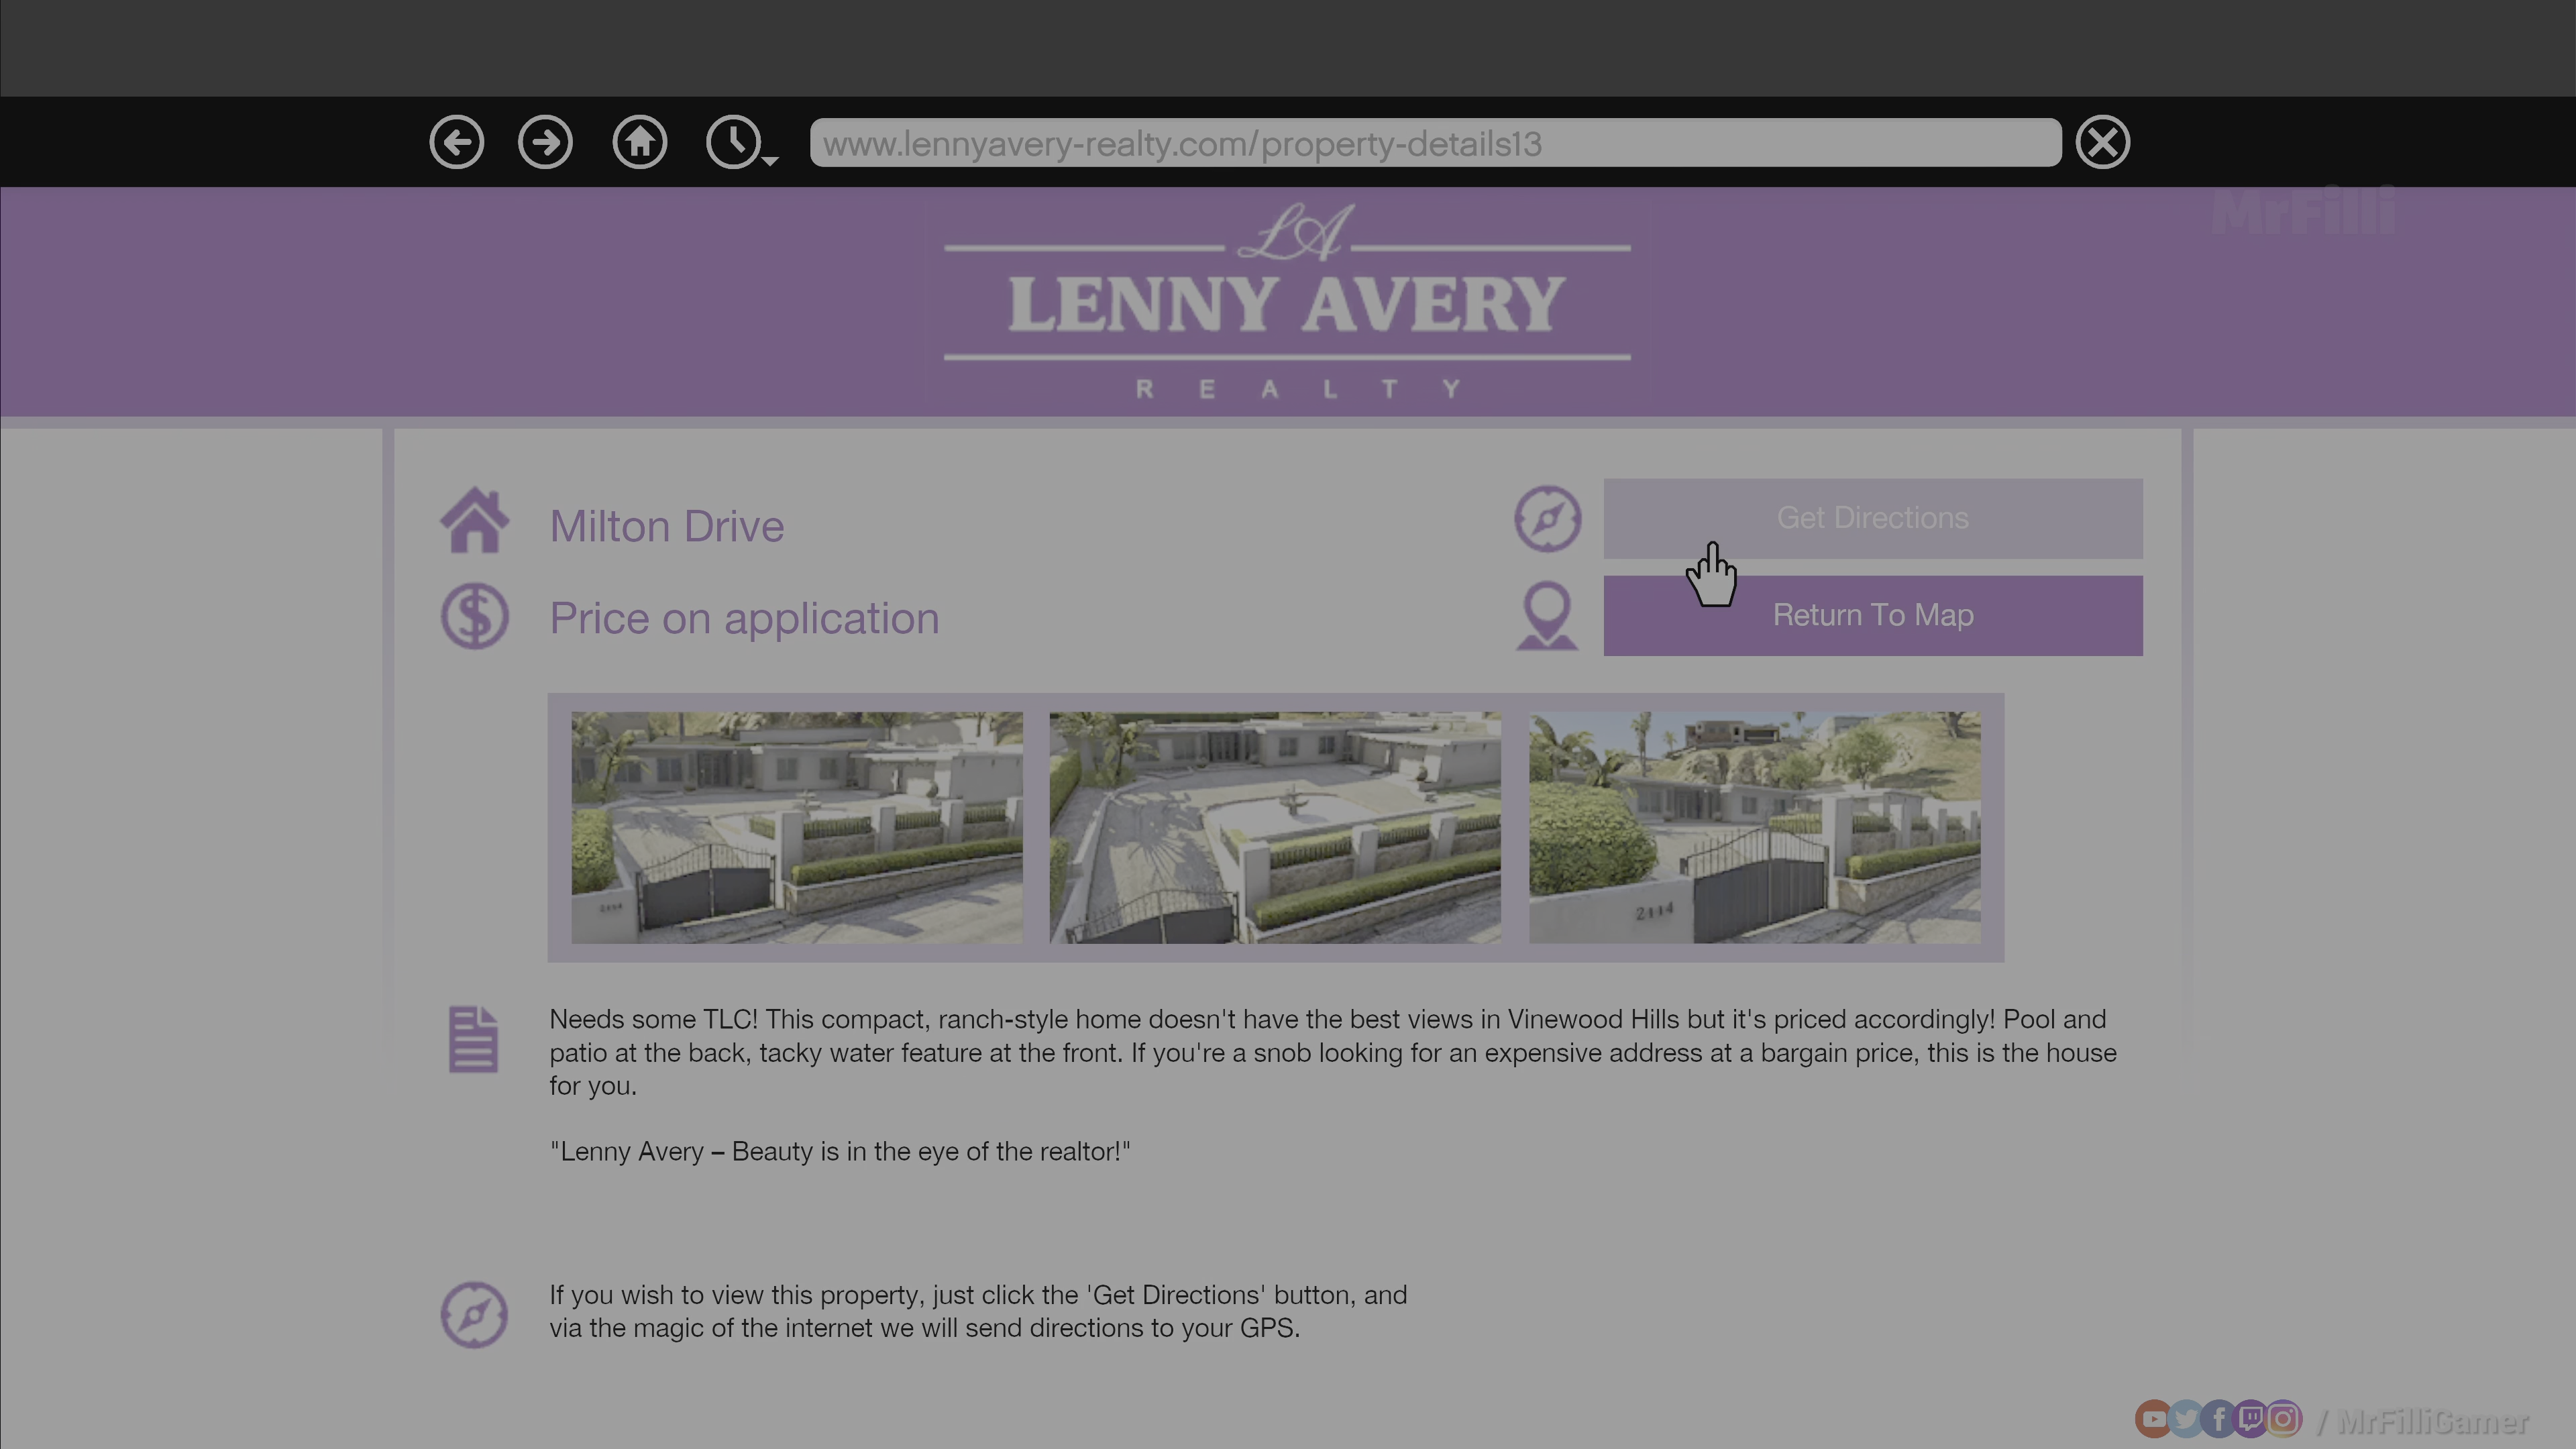 www.lennyavery-realty.com/property-details13
MrFilli
LA
LENNY AVERY
REALTY
Milton Drive
Get Directions
Price on application
Return To Map
2114
2114
Needs some TLC! This compact, ranch-style home doesn't have the best views in Vinewood Hills but it's priced accordingly! Pool and
patio at the back, tacky water feature at the front. If you're a snob looking for an expensive address at a bargain price, this is the house
for you.
"Lenny Avery – Beauty is in the eye of the realtor!"
If you wish to view this property, just click the 'Get Directions' button, and
via the magic of the internet we will send directions to your GPS.
/ MrFilliGamer